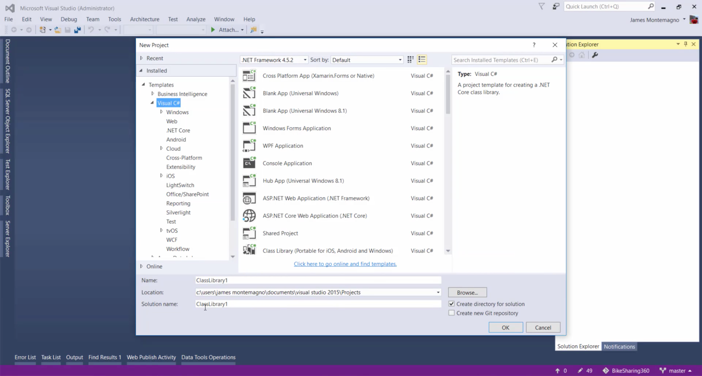 Microsoft Visual Studio (Administrator)
Quick Launch (Ctrl+Q)
File Edit View Debug Team Tools Architecture Test Analyze Window Help
James Montemagno
Attach...
Document Outline
SQL Server Object Explorer
Test Explorer
Toolbox
Server Explorer
New Project
? ×
Recent
Installed
.NET Framework 4.5.2
Sort by: Default
Search Installed Templates (Ctrl+E)
Templates
Business Intelligence
Visual C#
Windows
Web
.NET Core
Android
Cloud
Cross-Platform
Extensibility
iOS
LightSwitch
Office/SharePoint
Reporting
Silverlight
Test
tvOS
WCF
Workflow
Online
Cross Platform App (Xamarin.Forms or Native) Visual C#
Blank App (Universal Windows) Visual C#
Blank App (Universal Windows 8.1) Visual C#
Windows Forms Application Visual C#
WPF Application Visual C#
Console Application Visual C#
Hub App (Universal Windows 8.1) Visual C#
ASP.NET Web Application (.NET Framework) Visual C#
ASP.NET Core Web Application (.NET Core) Visual C#
Shared Project Visual C#
Class Library (Portable for iOS, Android and Windows) Visual C#
Click here to go online and find templates.
Type: Visual C#
A project template for creating a .NET
Core class library.
Name: ClassLibrary1
Location: c:\users\james montemagno\documents\visual studio 2015\Projects
Browse...
Solution name: ClassLibrary1
Create directory for solution
Create new Git repository
OK Cancel
Solution Explorer Notifications
Error List Task List Output Find Results 1 Web Publish Activity Data Tools Operations
0 49 BikeSharing360 master